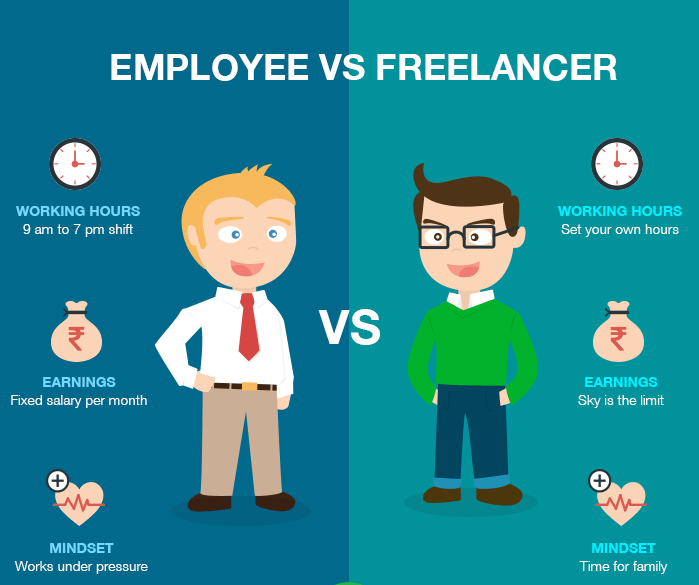 EMPLOYEE VS FREELANCER
WORKING HOURS
9 am to 7 pm shift
₹
EARNINGS
Fixed salary per month
MINDSET
Works under pressure
VS
WORKING HOURS
Set your own hours
₹
EARNINGS
Sky is the limit
MINDSET
Time for family